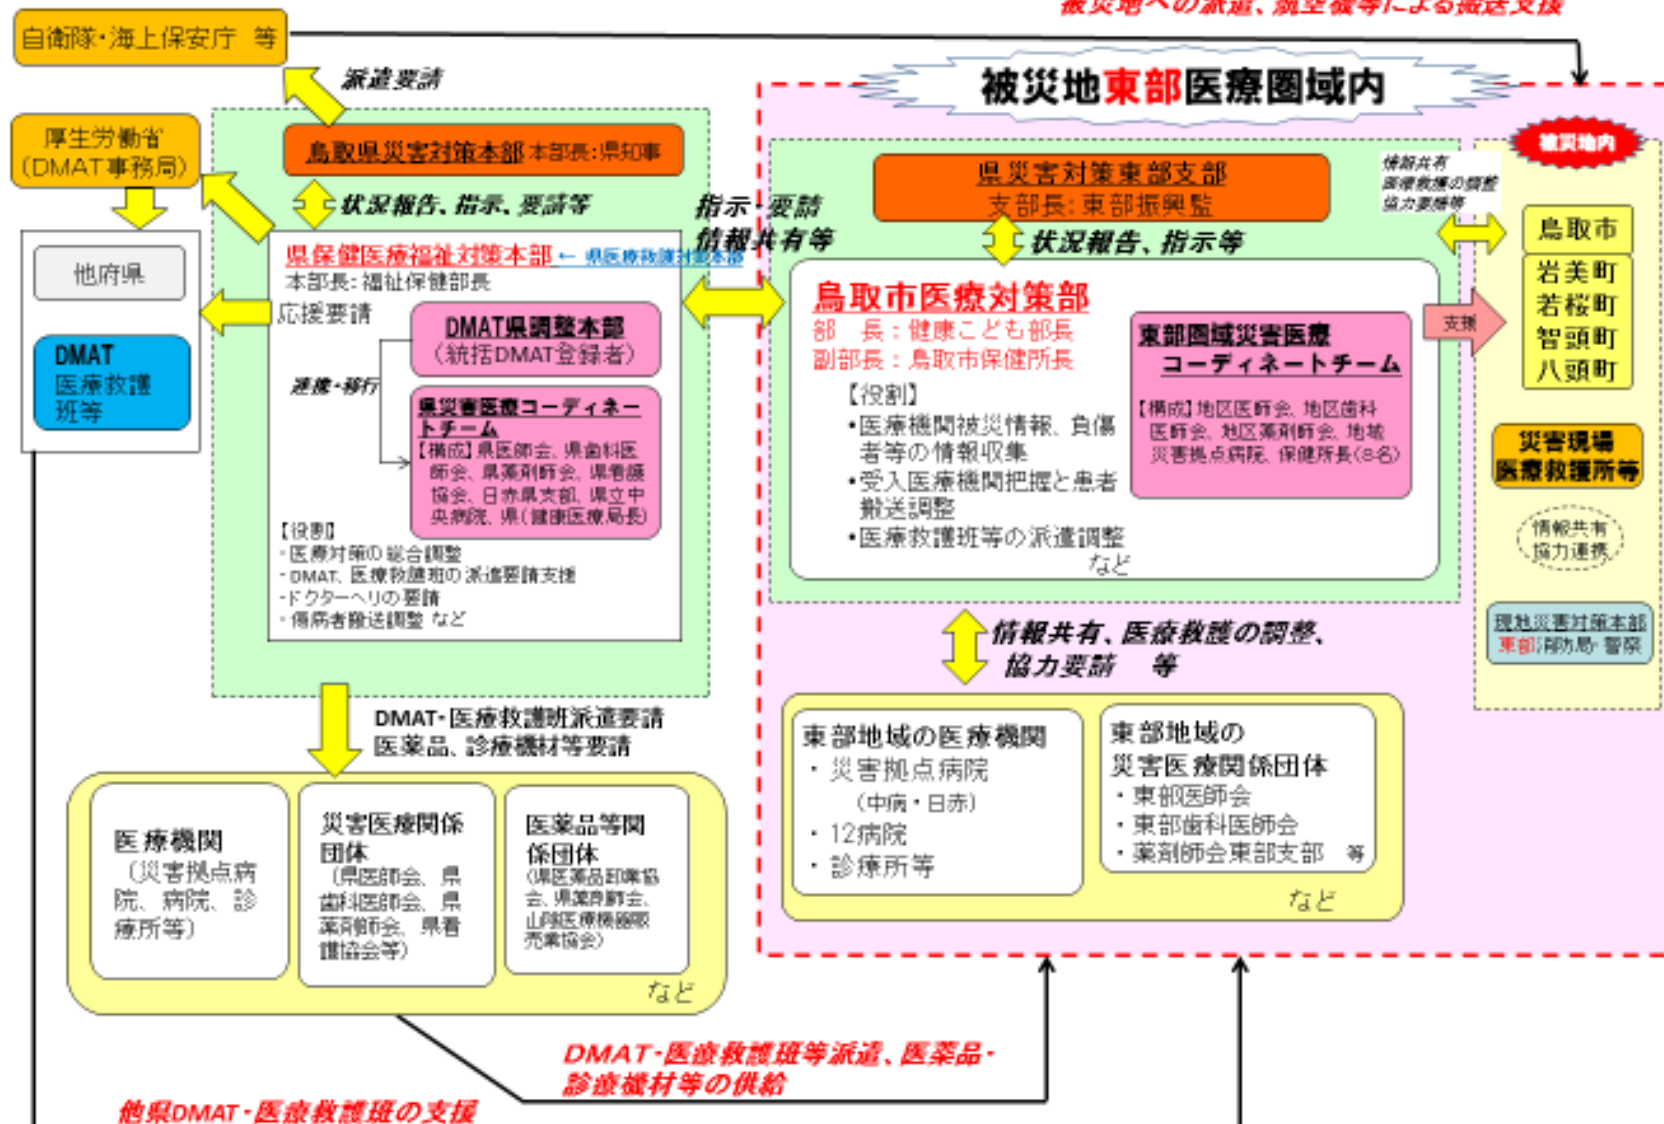 被災地への派遣、航空機等による搬送支援
自衛隊・海上保安庁　等
派遣要請
厚生労働省
(DMAT事務局)
他府県
DMAT
医療救護
班等
鳥取県災害対策本部 本部長：県知事
状況報告、指示、要請等
県保健医療福祉対策本部 ← 県医療救護対策本部
本部長：福祉保健部長
応援要請
DMAT県調整本部
（統括DMAT登録者）
連携・移行
県災害医療コーディネー
トチーム
【構成】県医師会、県歯科医
師会、県薬剤師会、県看護
協会、日赤県支部、県立中
央病院、県（健康医療局長）
【役割】
・医療対策の総合調整
・DMAT、医療救護班の派遣要請支援
・ドクターヘリの要請
・傷病者搬送調整 など
指示・要請
情報共有等
DMAT・医療救護班派遣要請
医薬品、診療機材等要請
医療機関
（災害拠点病
院、病院、診
療所等）
災害医療関係
団体
（県医師会、県
歯科医師会、県
薬剤師会、県看
護協会等）
医薬品等関
係団体
（県医薬品卸業協
会、県薬剤師会、
山陰医療機器販
売業協会）
など
DMAT・医療救護班等派遣、医薬品・
診療機材等の供給
他県DMAT・医療救護班の支援
被災地東部医療圏域内
県災害対策東部支部
支部長：東部振興監
状況報告、指示等
鳥取市医療対策部
部　長：健康こども部長
副部長：鳥取市保健所長
【役割】
・医療機関被災情報、負傷
者等の情報収集
・受入医療機関把握と患者
搬送調整
・医療救護班等の派遣調整
など
東部圏域災害医療
コーディネートチーム
【構成】地区医師会、地区歯科
医師会、地区薬剤師会、地域
災害拠点病院、保健所長(8名)
情報共有、医療救護の調整、
協力要請　等
東部地域の医療機関
・災害拠点病院
（中病・日赤）
・12病院
・診療所等
東部地域の
災害医療関係団体
・東部医師会
・東部歯科医師会
・薬剤師会東部支部　等
など
情報共有
医療救護の調整
協力要請等
支援
被災地内
鳥取市
岩美町
若桜町
智頭町
八頭町
災害現場
医療救護所等
情報共有
協力連携
現地災害対策本部
東部消防局・警察